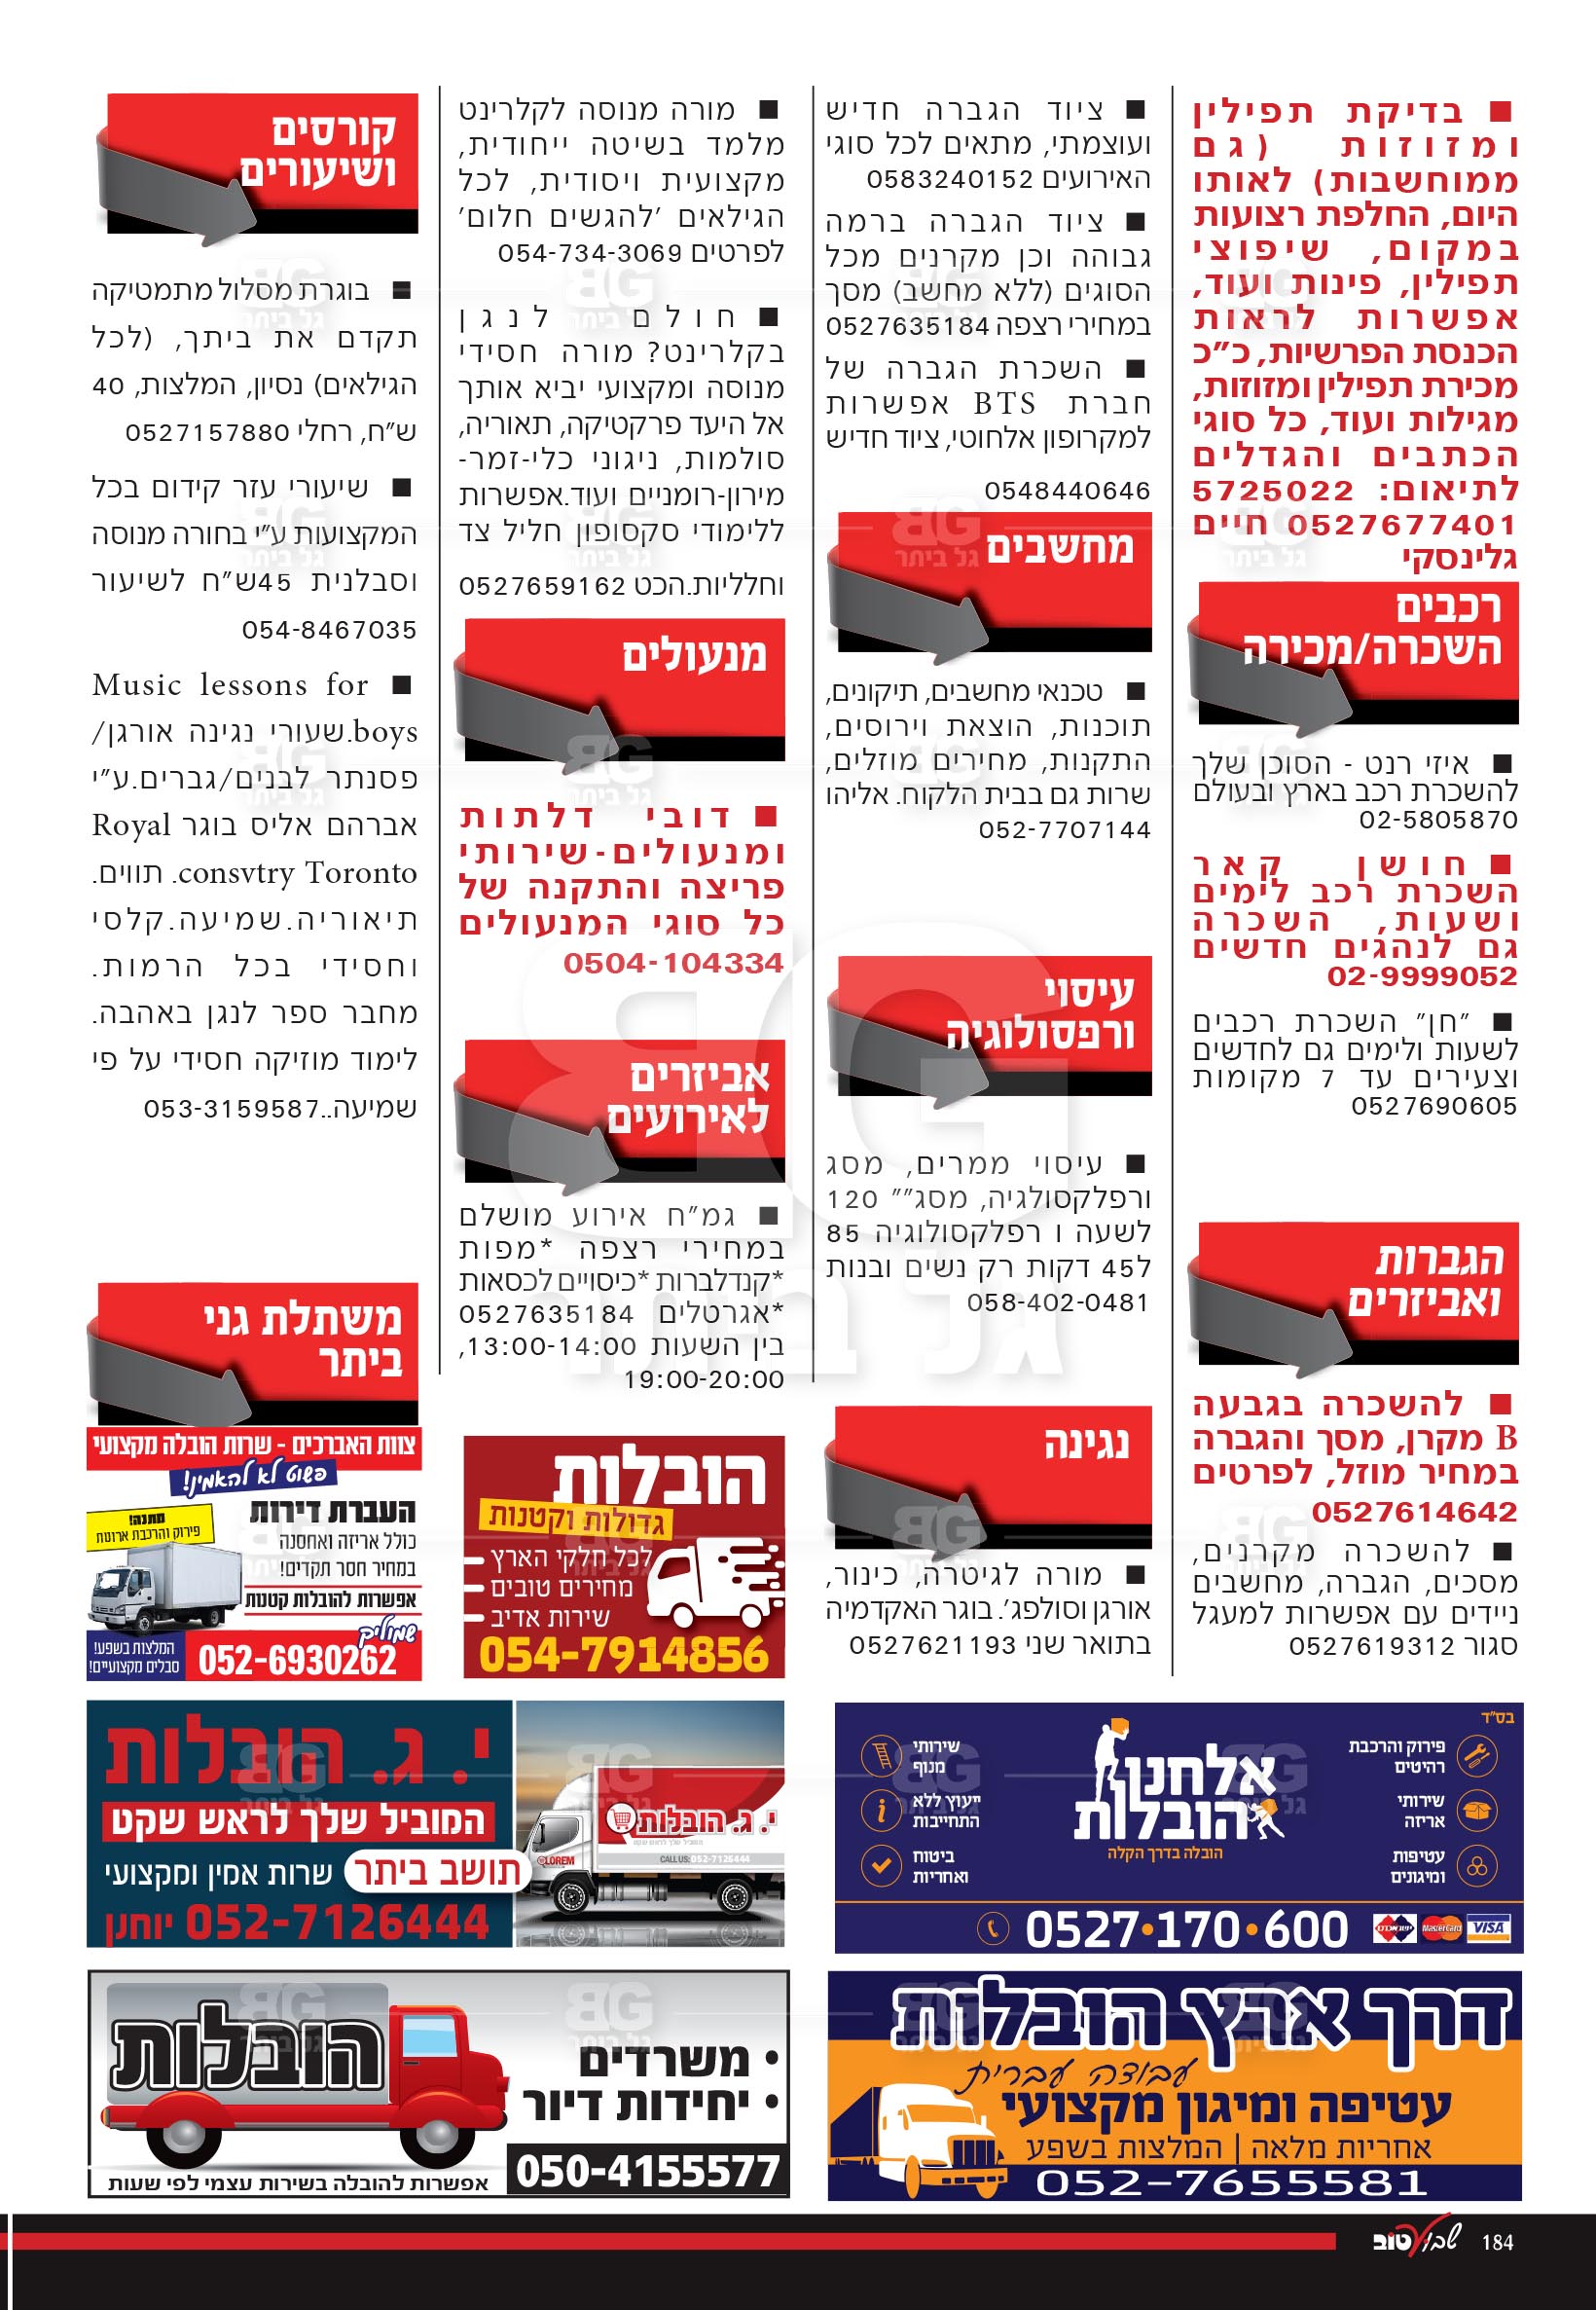 ■ בדיקת תפילין
ומזוזות (גם
ממוחשבות) לאותו
היום, החלפת רצועות
במקום, שיפוצי
תפילין, פינות ועוד,
אפשרות לראות
הכנסת הפרשיות, כ"כ
מכירת תפילין ומזוזות,
מגילות ועוד, כל סוגי
הכתבים והגדלים
לתיאום: 5725022
0527677401 חיים
גלינסקי
רכבים
השכרה/מכירה
■ איזי רנט - הסוכן שלך
להשכרת רכב בארץ ובעולם
02-5805870
■ חושן קאר
השכרת רכב לימים
ושעות, השכרה
גם לנהגים חדשים
02-9999052
■ "חן" השכרת רכבים
לשעות ולימים גם לחדשים
וצעירים עד 7 מקומות
0527690605
הגברות
ואביזרים
■ להשכרה בגבעה
B מקרן, מסך והגברה
במחיר מוזל, לפרטים
0527614642
■ להשכרה מקרנים,
מסכים, הגברה, מחשבים
ניידים עם אפשרות למעגל
סגור 0527619312
■ ציוד הגברה חדיש
ועוצמתי, מתאים לכל סוגי
האירועים 0583240152
■ ציוד הגברה ברמה
גבוהה וכן מקרנים מכל
הסוגים (ללא מחשב) מסך
במחירי רצפה 0527635184
■ השכרת הגברה של
חברת BTS אפשרות
למקרופון אלחוטי, ציוד חדיש
0548440646
מחשבים
■ טכנאי מחשבים, תיקונים,
תוכנות, הוצאת וירוסים,
התקנות, מחירים מוזלים,
שרות גם בבית הלקוח. אליהו
052-7707144
עיסוי
ורפסולוגיה
■ עיסוי ממרים, מסג
ורפלקסולגיה, מסג"" 120
לשעה ו רפלקסולוגיה 85
ל45 דקות רק נשים ובנות
058-402-0481
נגינה
■ מורה לגיטרה, כינור,
אורגן וסולפג'. בוגר האקדמיה
בתואר שני 0527621193
■ מורה מנוסה לקלרינט
מלמד בשיטה ייחודית,
מקצועית ויסודית, לכל
הגילאים 'להגשים חלום'
לפרטים 054-734-3069
■ חולם לנגן
בקלרינט? מורה חסידי
מנוסה ומקצועי יביא אותך
אל היעד פרקטיקה, תאוריה,
סולמות, ניגוני כלי-זמר-
מירון-רומניים ועוד.אפשרות
ללימודי סקסופון חליל צד
וחלליות.הכט 0527659162
מנעולים
■ דובי דלתות
ומנעולים-שירותי
פריצה והתקנה של
כל סוגי המנעולים
0504-104334
אביזרים
לאירועים
■ גמ"ח אירוע מושלם
במחירי רצפה *מפות
*קנדלברות *כיסויים לכסאות
*אגרטלים 0527635184
בין השעות 13:00-14:00,
19:00-20:00
קורסים
ושיעורים
■ בוגרת מסלול מתמטיקה
תקדם את ביתך, (לכל
הגילאים) נסיון, המלצות, 40
ש"ח, רחלי 0527157880
■ שיעורי עזר קידום בכל
המקצועות ע"י בחורה מנוסה
וסבלנית 45ש"ח לשיעור
054-8467035
■ Music lessons for
boys.שעורי נגינה אורגן/
פסנתר לבנים/גברים.ע"י
אברהם אליס בוגר Royal
consvtry Toronto. תווים.
תיאוריה.שמיעה.קלסי
וחסידי בכל הרמות.
מחבר ספר לנגן באהבה.
לימוד מוזיקה חסידי על פי
שמיעה..053-3159587
משתלת גני
ביתר
צוות האברכים - שרות הובלה מקצועי
פשוט לא להאמין!
העברת דירות
כולל אריזה ואחסנה
במחיר חסר תקדים!
אפשרות להובלות קטנות
מתנה!
פירוק והרכבת ארונות
שמוליק
052-6930262
המלצות בשפע!
סבלים מקצועיים!
הובלות
גדולות וקטנות
לכל חלקי הארץ
מחירים טובים
שירות אדיב
054-7914856
בס"ד
אלחנן
הובלות
הובלה בדרך הקלה
פירוק והרכבת
רהיטים
שירותי
אריזה
עטיפות
ומיגונים
שירותי
מנוף
ייעוץ ללא
התחייבות
ביטוח
ואחריות
0527•170•600
ישראכרט
MasterCard
VISA
י. ג. הובלות
המוביל שלך לראש שקט
תושב ביתר שרות אמין ומקצועי
052-7126444 יוחנן
י. ג. הובלות
המוביל שלך לראש שקט
CALL US: 052-7126444
LOREM
דרך ארץ הובלות
עבודה עברית
עטיפה ומיגון מקצועי
אחריות מלאה | המלצות בשפע
052-7655581
הובלות
• משרדים
• יחידות דיור
050-4155577
אפשרות להובלה בשירות עצמי לפי שעות
BG
גל ביתר
שבוע טוב
184